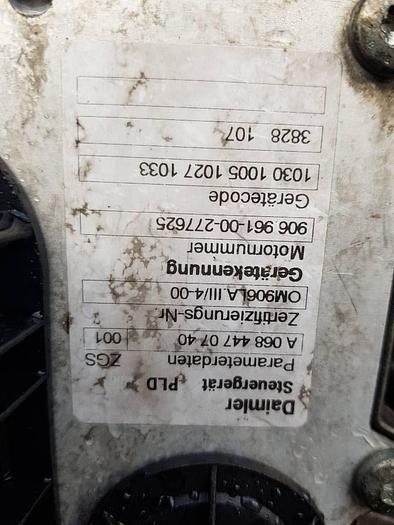 Daimler
Steuergerät PLD
Parameterdaten ZGS
A 068 447 07 40 001
Zertifizierungs-Nr
OM906LA.III/4-00
Gerätekennung
Motornummer
906.961-00-277625
Gerätecode
1030 1005 1027 1033
3828 107